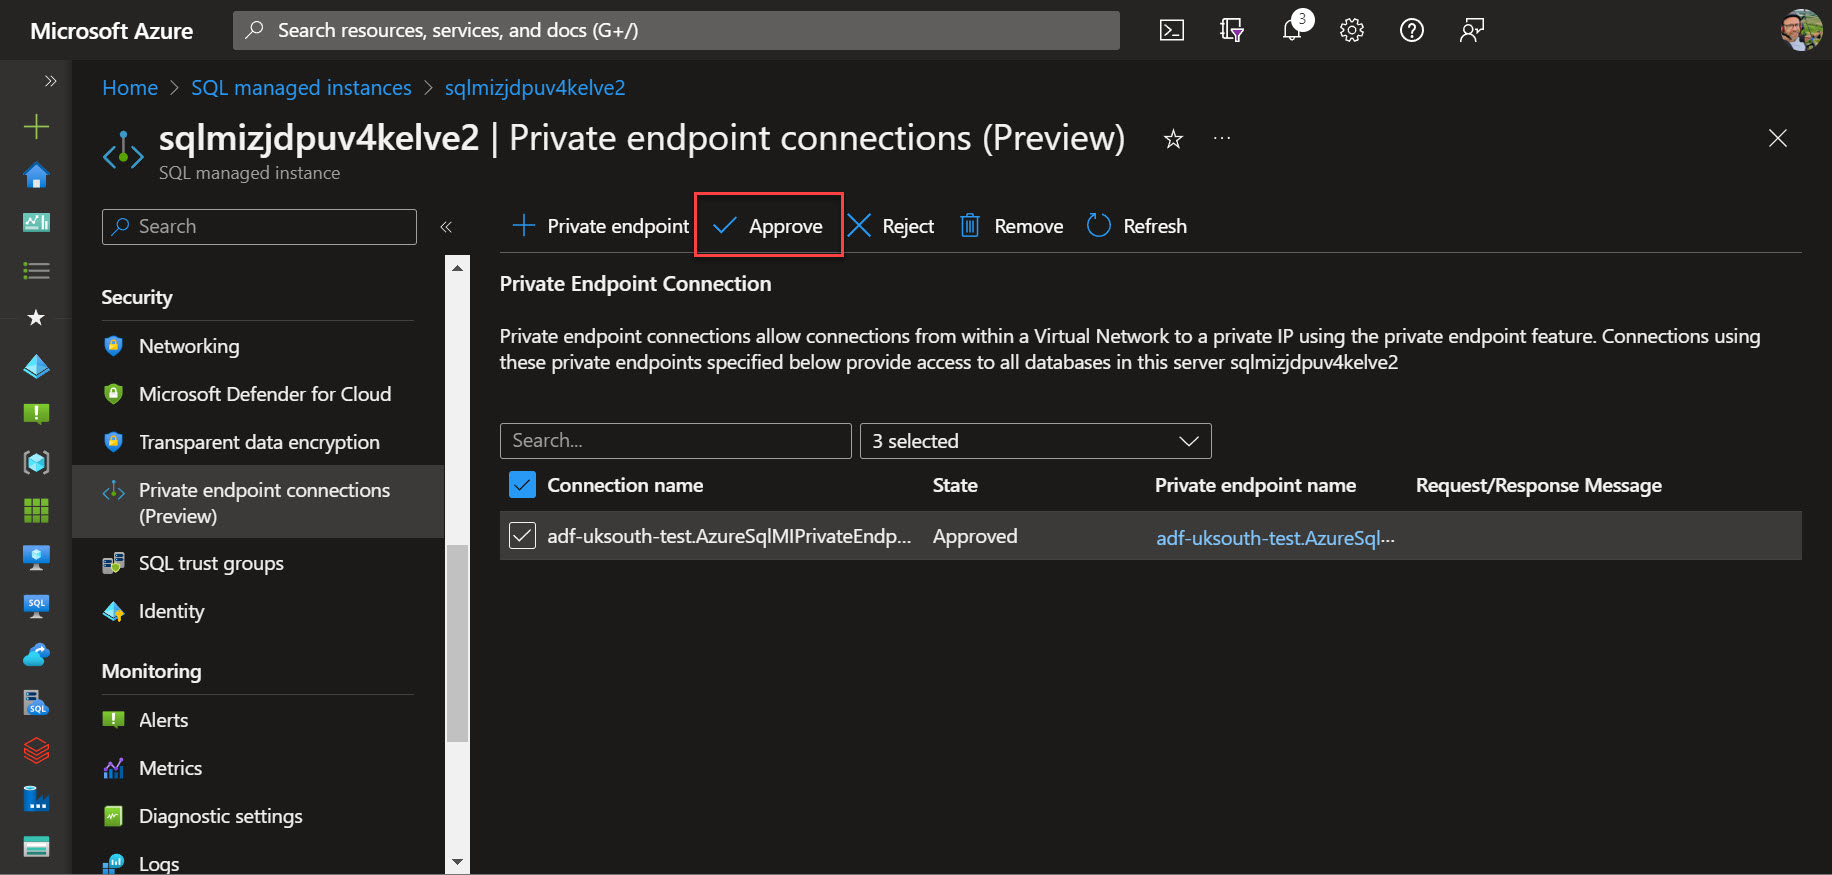 Microsoft Azure
Search resources, services, and docs (G+/)
3
Home > SQL managed instances > sqlmizjdpuv4kelve2
sqlmizjdpuv4kelve2 | Private endpoint connections (Preview)
SQL managed instance
Search
Private endpoint
Approve
Reject
Remove
Refresh
Security
Networking
Microsoft Defender for Cloud
Transparent data encryption
Private endpoint connections
(Preview)
SQL trust groups
Identity
Monitoring
Alerts
Metrics
Diagnostic settings
Logs
SQL
SQL
Private Endpoint Connection
Private endpoint connections allow connections from within a Virtual Network to a private IP using the private endpoint feature. Connections using
these private endpoints specified below provide access to all databases in this server sqlmizjdpuv4kelve2
Search...
3 selected
Connection name State Private endpoint name Request/Response Message
adf-uksouth-test.AzureSqlMIPrivateEndp... Approved adf-uksouth-test.AzureSql...